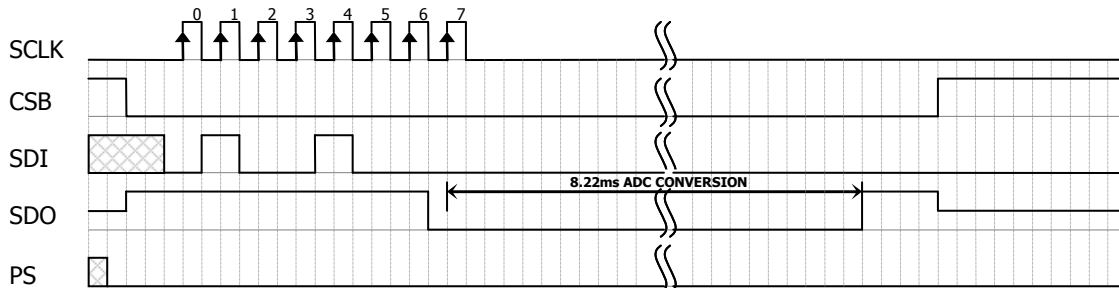 0 1 2 3 4 5 6 7
SCLK
CSB
SDI
8.22ms ADC CONVERSION
SDO
PS